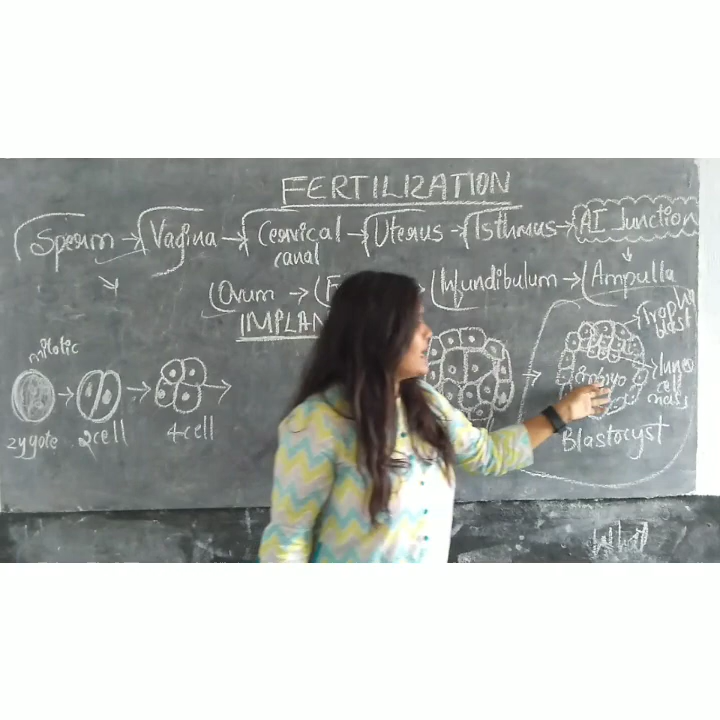 FERTILIZATION
Sperm → Vagina → Cervical canal → Uterus → Isthmus → AI Junction
Ovum → → Infundibulum → Ampulla
IMPLAN
mitotic
zygote → 2cell → 4cell →
Embryo
Blastocyst
Tropho
blast
cell
mass